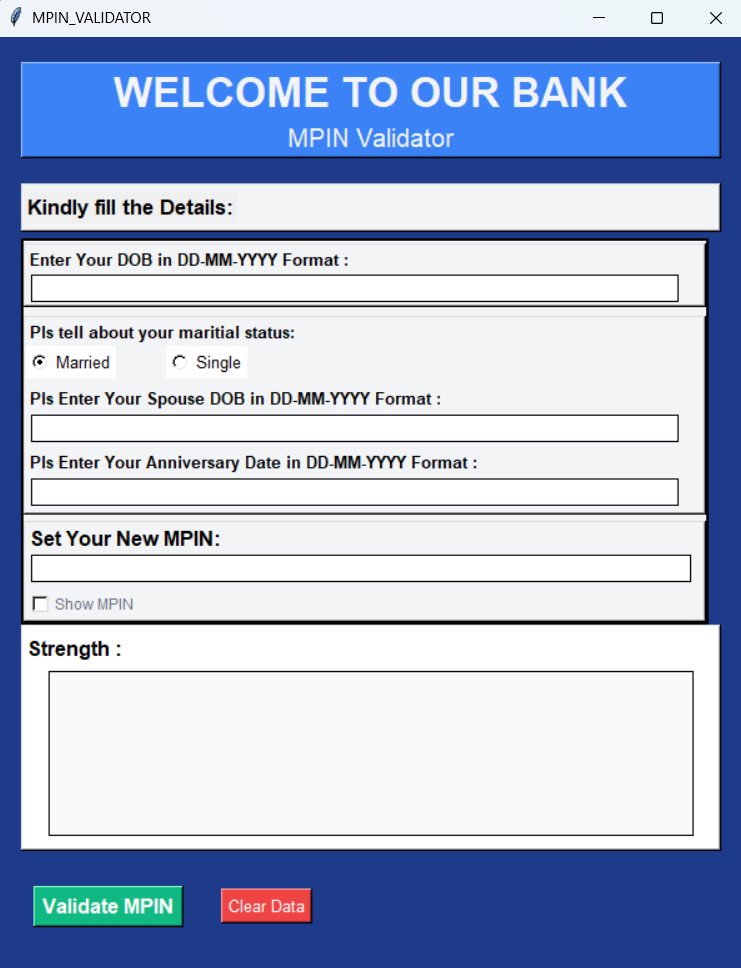 MPIN_VALIDATOR
WELCOME TO OUR BANK
MPIN Validator
Kindly fill the Details:
Enter Your DOB in DD-MM-YYYY Format :
Pls tell about your maritial status:
Married Single
Pls Enter Your Spouse DOB in DD-MM-YYYY Format :
Pls Enter Your Anniversary Date in DD-MM-YYYY Format :
Set Your New MPIN:
Show MPIN
Strength :
Validate MPIN Clear Data